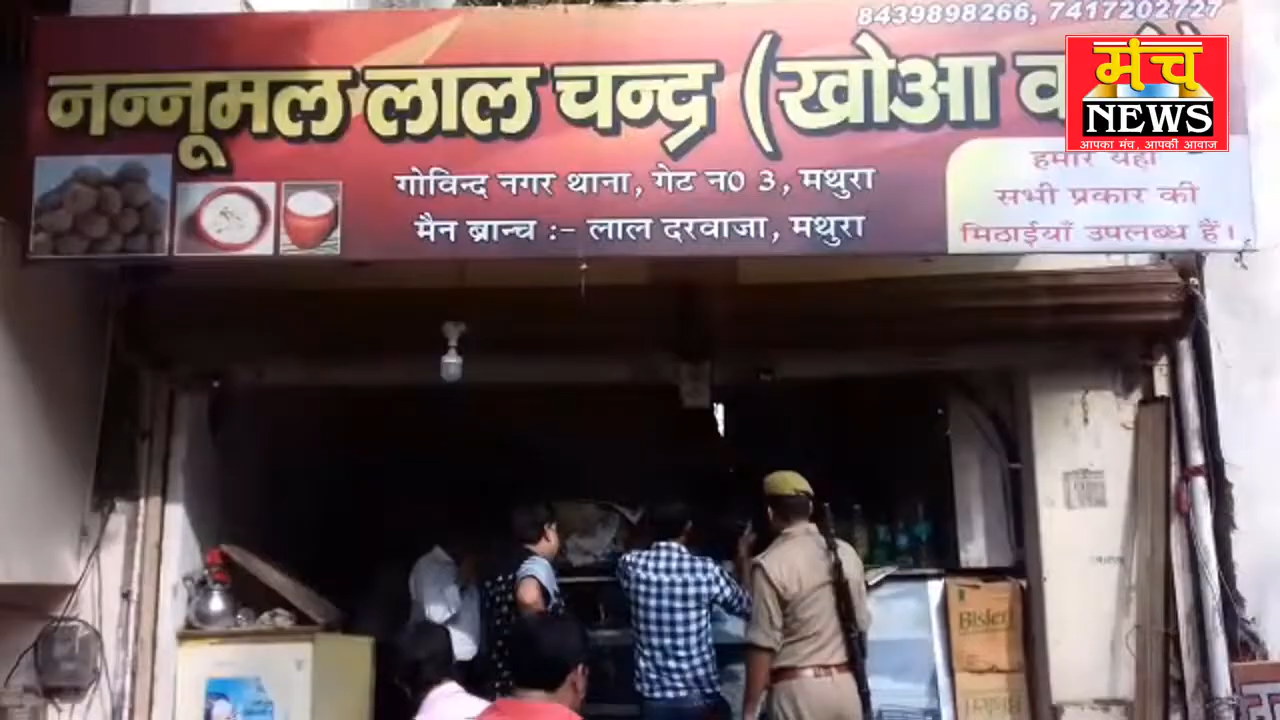 8439898266, 7417202727
नन्नूमल लाल चन्द्र (खोआ
मंच
NEWS
आपका मंच, आपकी आवाज
गोविन्द नगर थाना, गेट न0 3, मथुरा
मैन ब्रान्च :- लाल दरवाजा, मथुरा
हमारे यहाँ
सभी प्रकार की
मिठाईयाँ उपलब्ध हैं।
Bisleri